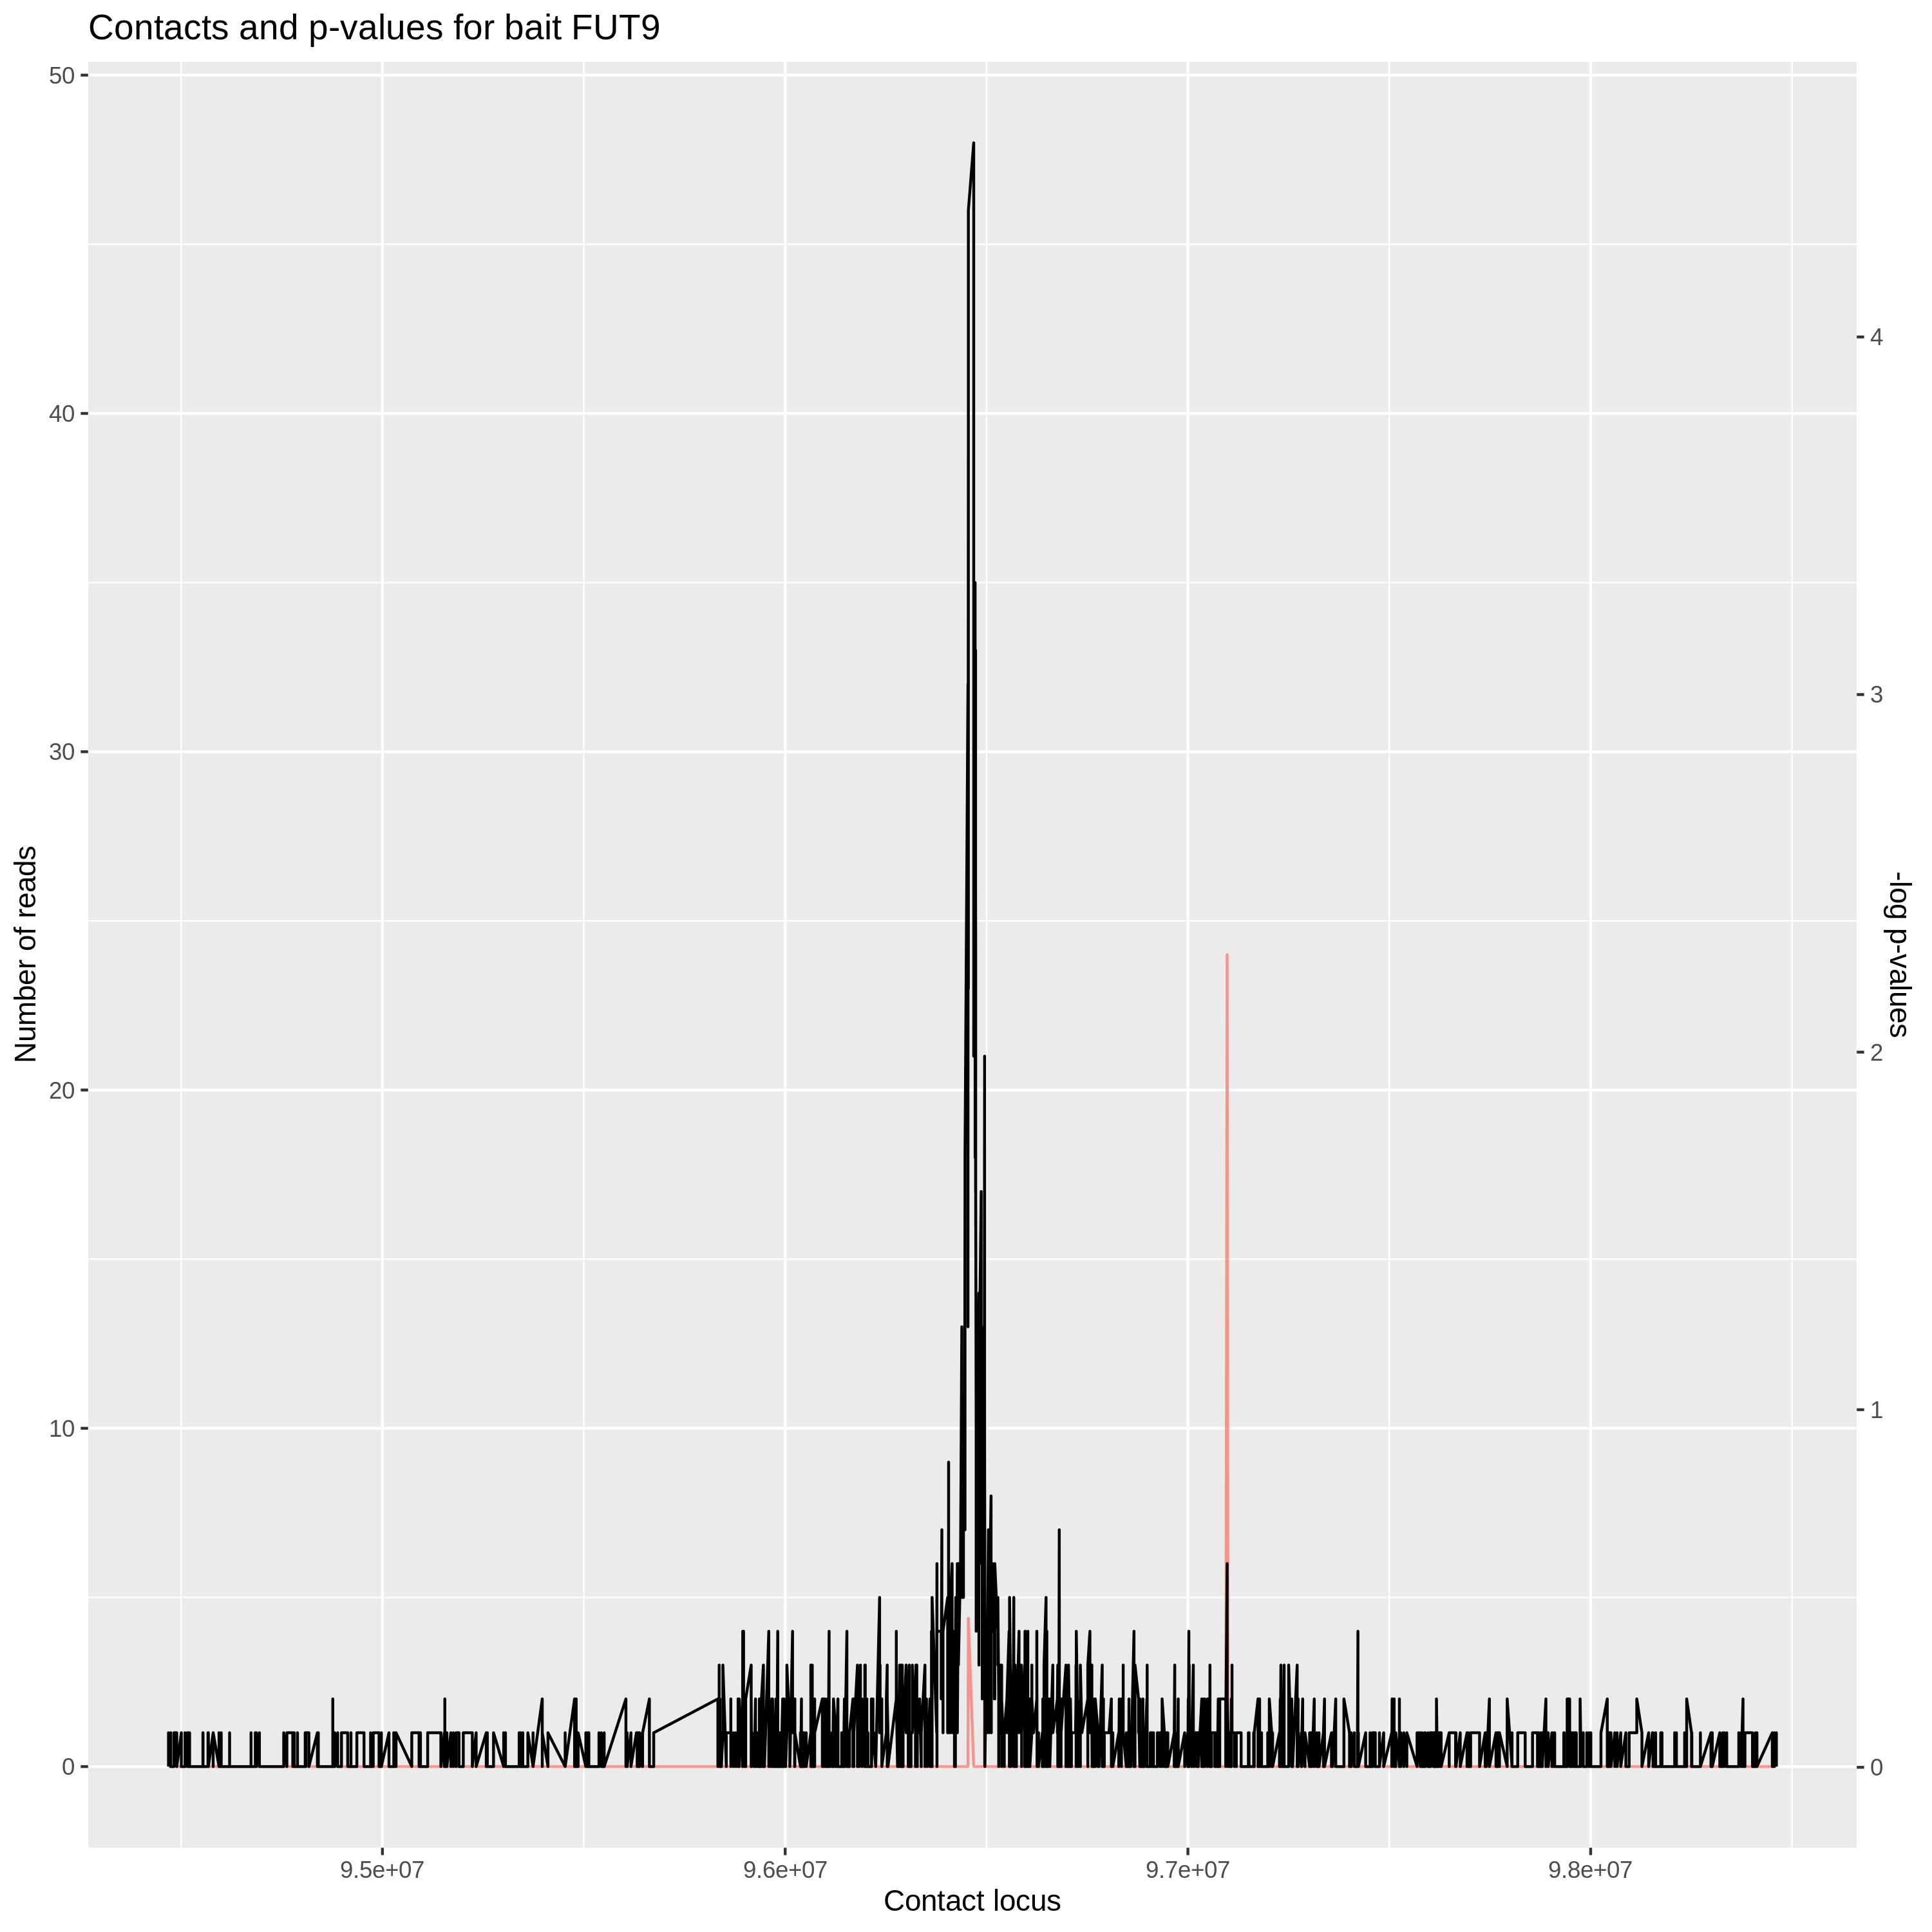 Contacts and p-values for bait FUT9
50
40
30
20
10
0
Number of reads
4
3
2
1
0
-log p-values
9.5e+07
9.6e+07
9.7e+07
9.8e+07
Contact locus